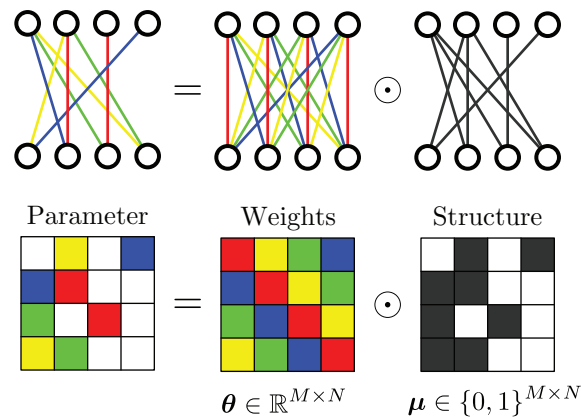 = ⊙
Parameter Weights Structure
= ⊙
θ ∈ ℝ^{M×N} μ ∈ {0, 1}^{M×N}